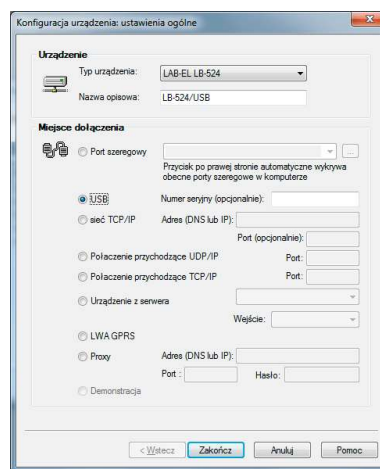 Konfiguracja urządzenia: ustawienia ogólne
Urządzenie
Typ urządzenia: LAB-EL LB-524
Nazwa opisowa: LB-524/USB
Miejsce dołączenia
Port szeregowy ...
Przycisk po prawej stronie automatyczne wykrywa
obecne porty szeregowe w komputerze
USB Numer seryjny (opcjonalnie):
sieć TCP/IP Adres (DNS lub IP):
Port (opcjonalnie):
Połaczenie przychodzące UDP/IP Port:
Połaczenie przychodzące TCP/IP Port:
Urządzenie z serwera
Wejście:
LWA GPRS
Proxy Adres (DNS lub IP):
Port : Hasło:
Demonstracja
< Wstecz Zakończ Anuluj Pomoc